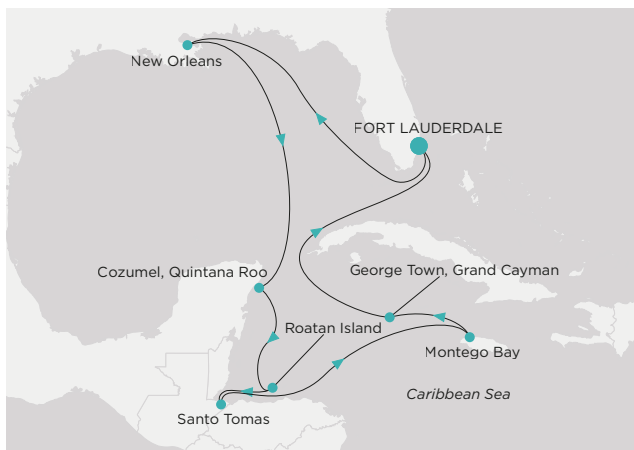 New Orleans
FORT LAUDERDALE
Cozumel, Quintana Roo
George Town, Grand Cayman
Roatan Island
Montego Bay
Caribbean Sea
Santo Tomas